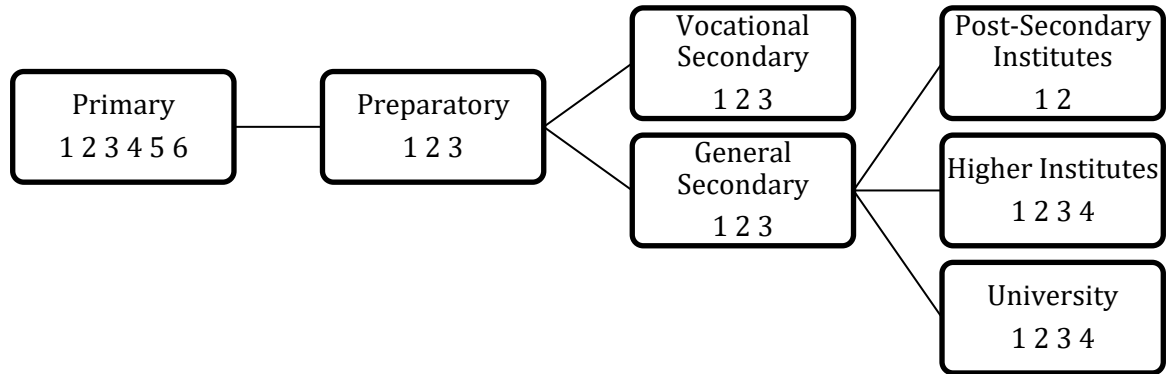 Primary
1 2 3 4 5 6
Preparatory
1 2 3
Vocational
Secondary
1 2 3
General
Secondary
1 2 3
Post-Secondary
Institutes
1 2
Higher Institutes
1 2 3 4
University
1 2 3 4